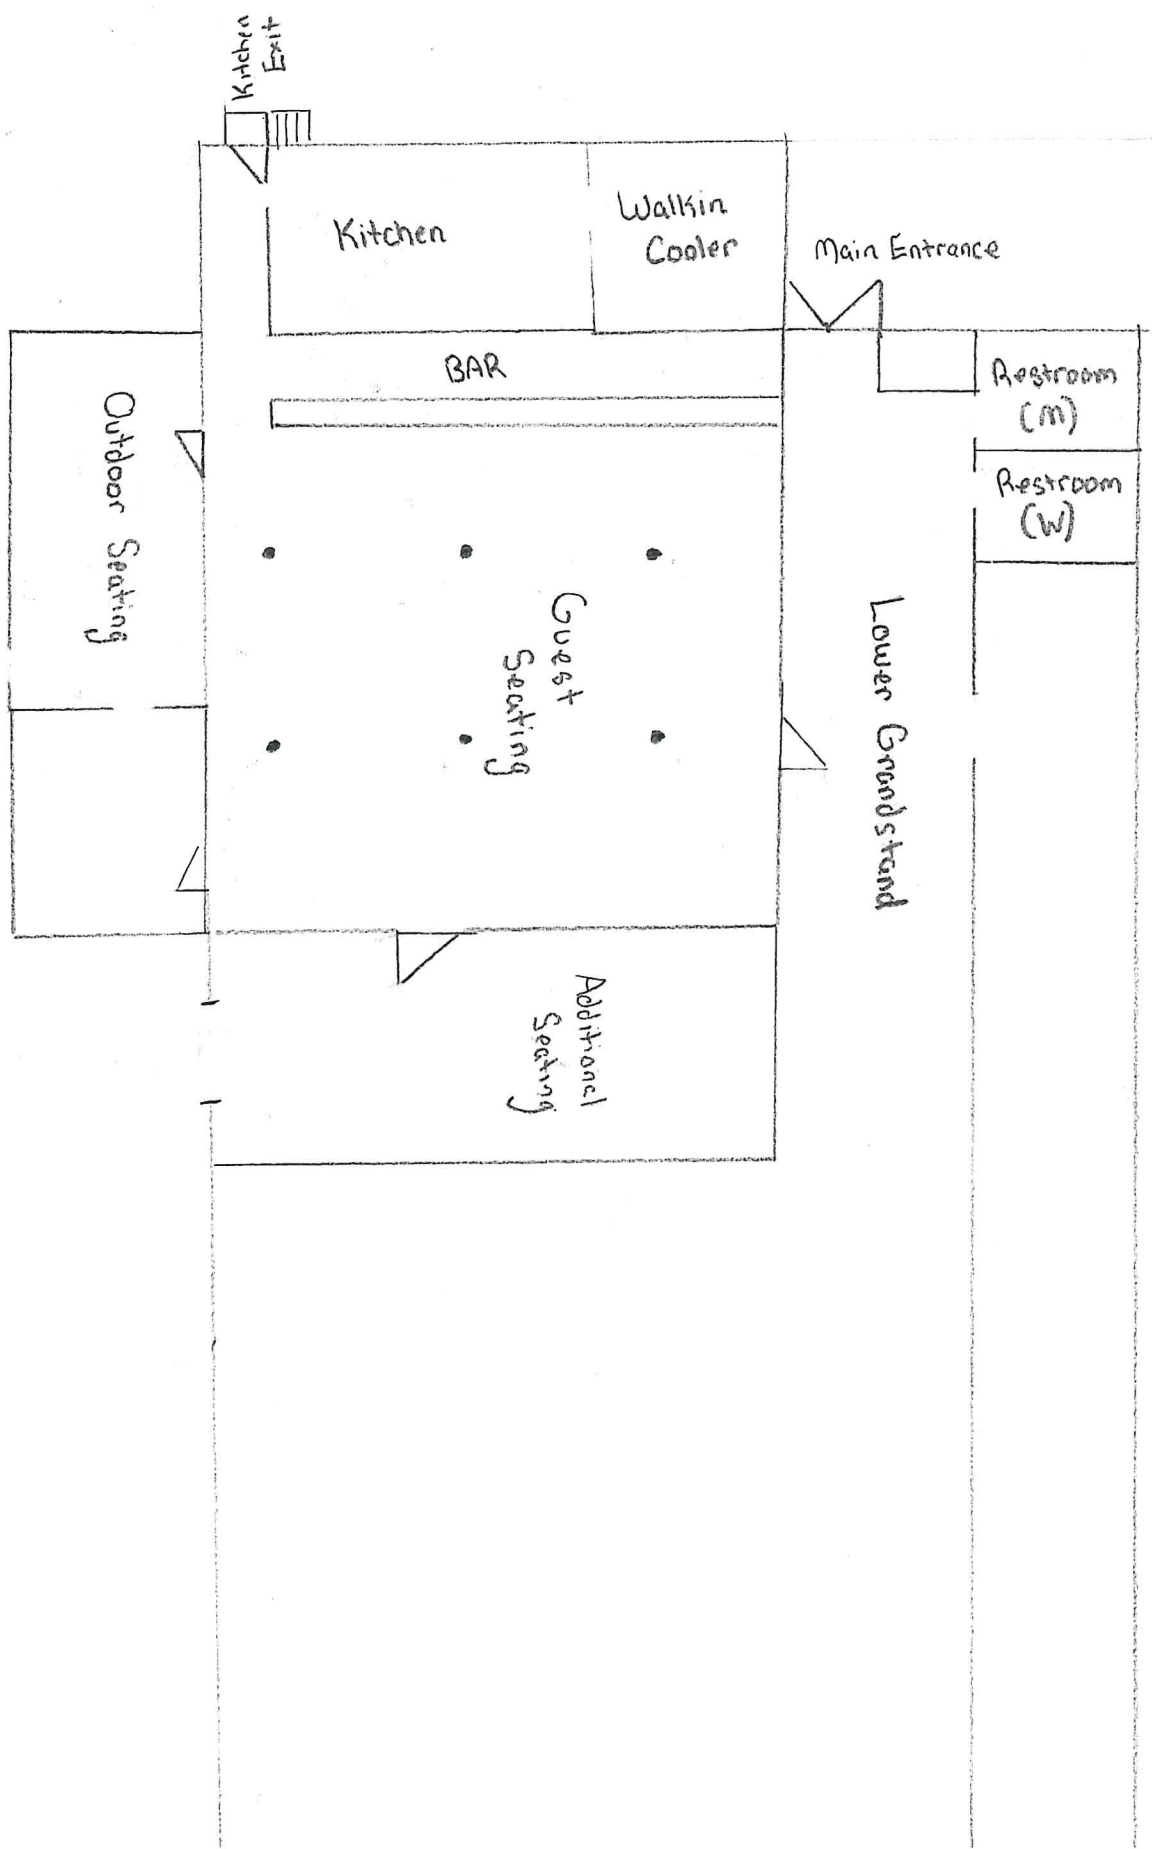 Kitchen
Exit
Kitchen
Walkin
Cooler
Main Entrance
BAR
Restroom
(M)
Restroom
(W)
Outdoor Seating
Guest
Seating
Lower Grandstand
Additional
Seating